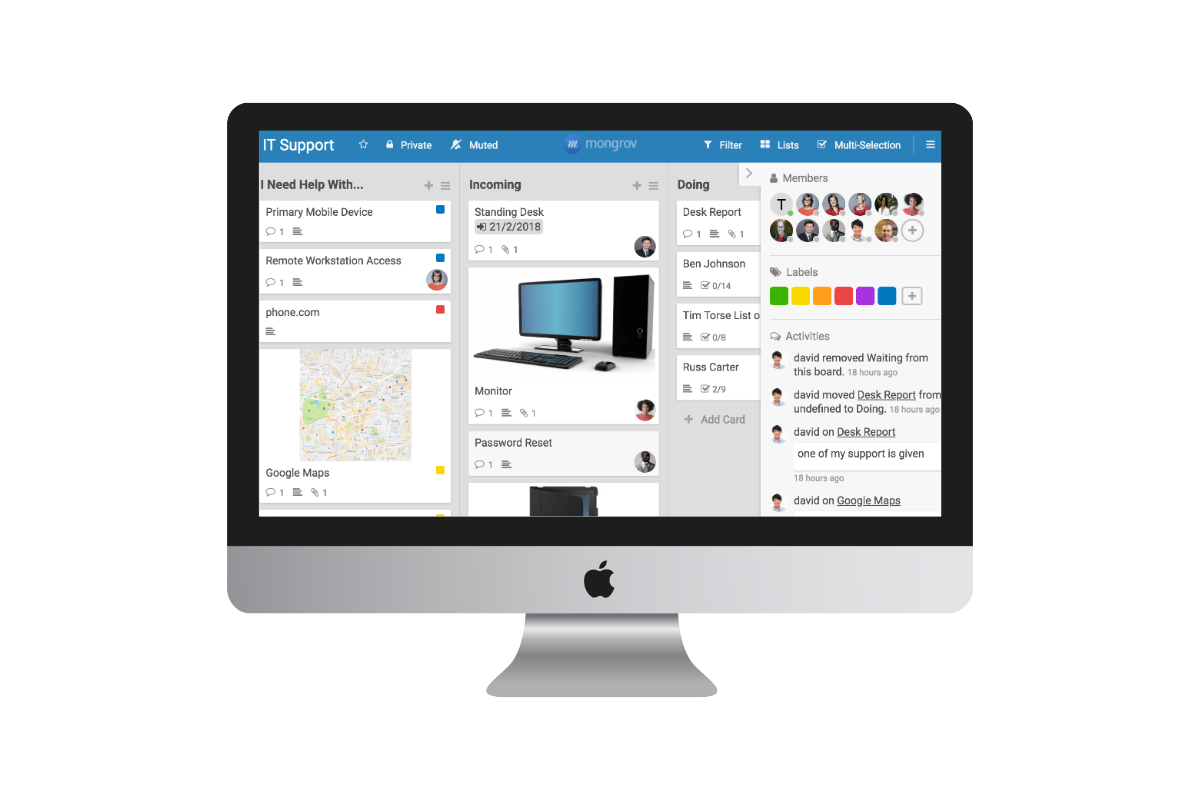 IT Support
Private
Muted
mongrov
Filter
Lists
Multi-Selection
I Need Help With...
Primary Mobile Device
1
Remote Workstation Access
1
phone.com
Google Maps
1
1
Incoming
Standing Desk
21/2/2018
1
1
Monitor
1
1
Password Reset
1
Doing
Desk Report
1
1
Ben Johnson
0/14
Tim Torse List o
0/8
Russ Carter
2/9
Add Card
Members
T
Labels
Activities
david removed Waiting from
this board. 18 hours ago
david moved Desk Report from
undefined to Doing. 18 hours ago
david on Desk Report
one of my support is given
18 hours ago
david on Google Maps